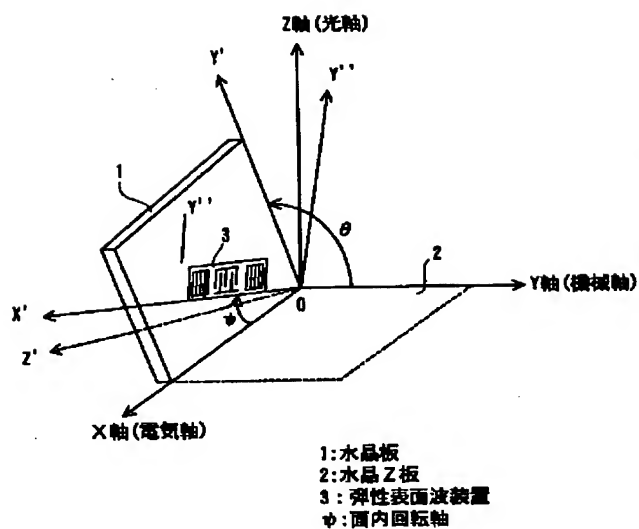 Z軸(光軸)
Y'
Y''
1
Y''
3
θ
2
Y軸(機械軸)
0
X'
ψ
Z'
X軸(電気軸)
1:水晶板
2:水晶Z板
3:弾性表面波装置
ψ:面内回転軸